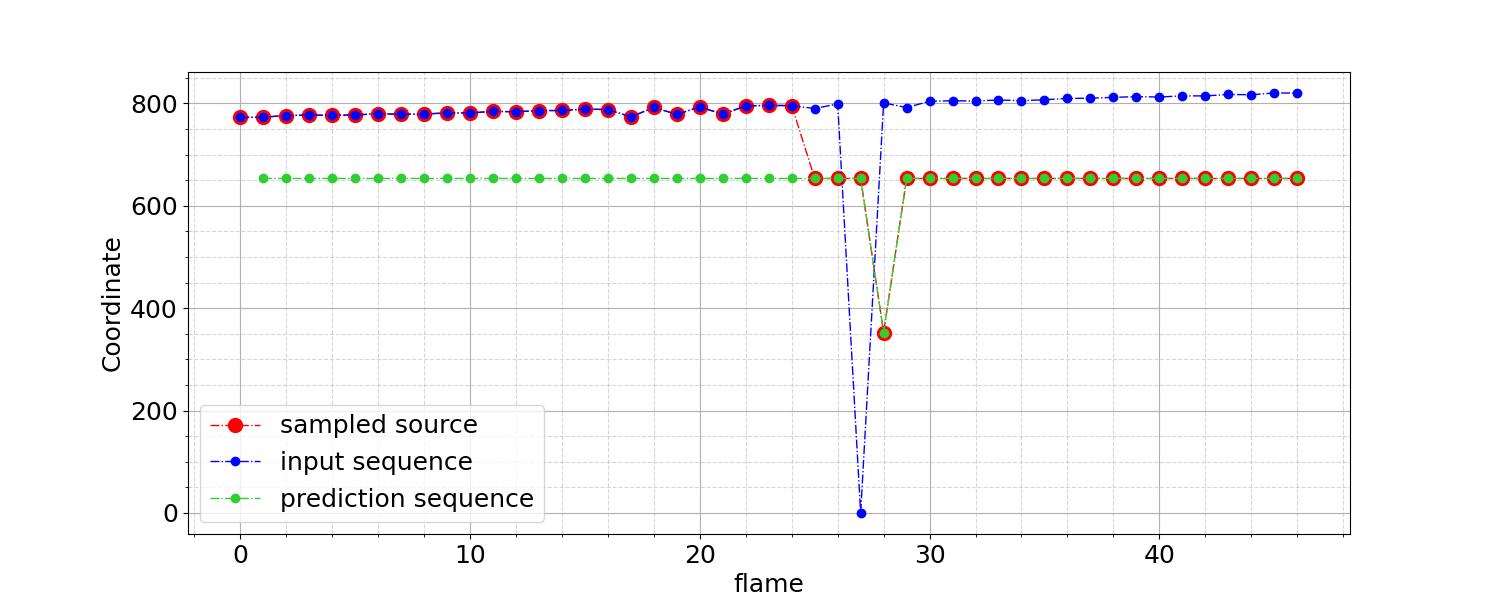 800
600
400
200
0
Coordinate
sampled source
input sequence
prediction sequence
0 10 20 30 40
flame